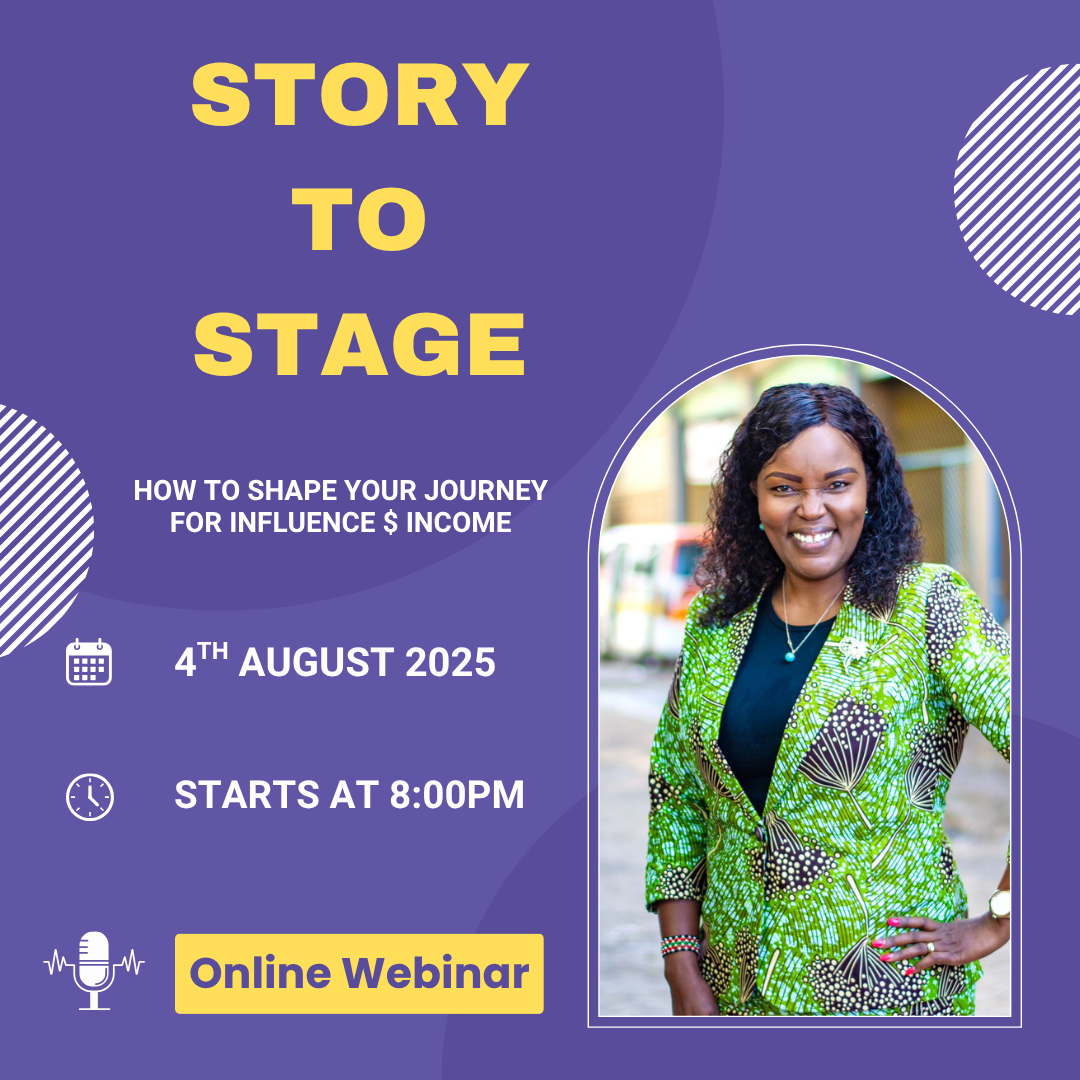 STORY
TO
STAGE
HOW TO SHAPE YOUR JOURNEY
FOR INFLUENCE $ INCOME
4TH AUGUST 2025
STARTS AT 8:00PM
Online Webinar